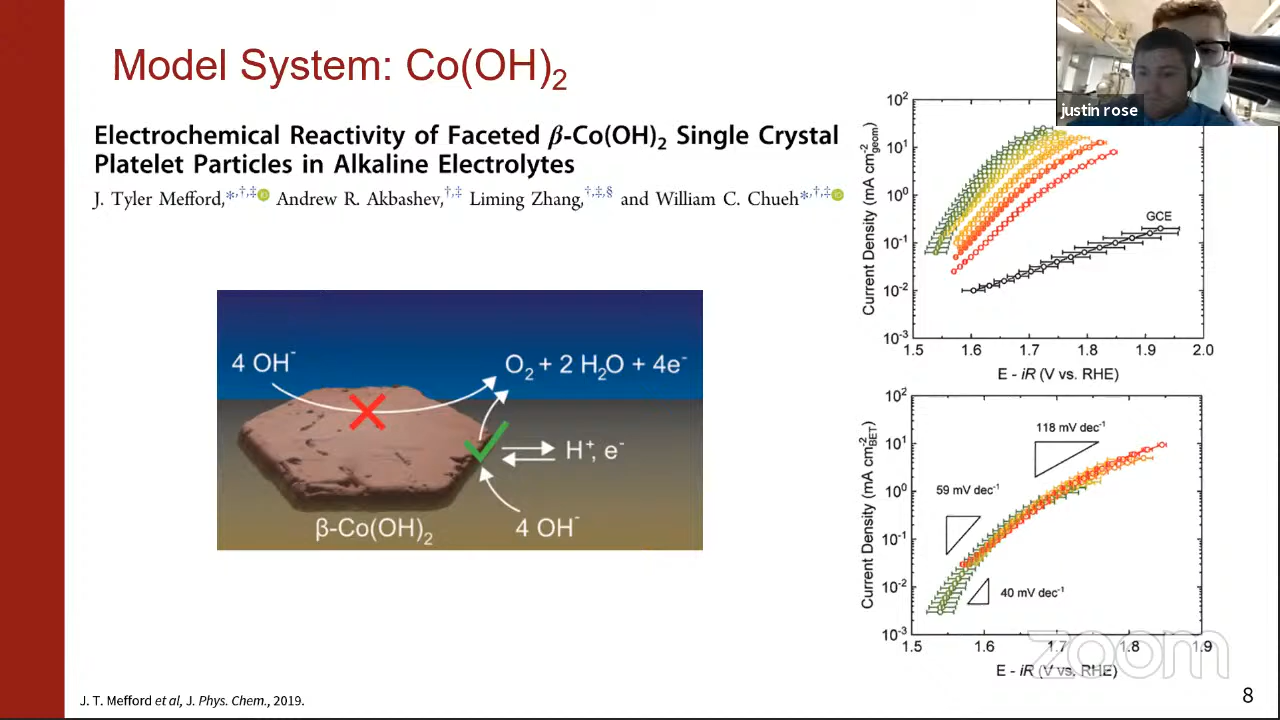 Model System: Co(OH)₂
Electrochemical Reactivity of Faceted β-Co(OH)₂ Single Crystal
Platelet Particles in Alkaline Electrolytes
J. Tyler Mefford,*,†,‡ Andrew R. Akbashev,†,‡ Liming Zhang,†,‡,§ and William C. Chueh*,†,‡
4 OH⁻
O₂ + 2 H₂O + 4e⁻
H⁺, e⁻
β-Co(OH)₂
4 OH⁻
justin rose
Current Density (mA cm⁻²geom)
10²
10¹
10⁰
10⁻¹
10⁻²
10⁻³
GCE
1.5 1.6 1.7 1.8 1.9 2.0
E - iR (V vs. RHE)
Current Density (mA cm⁻²BET)
10²
10¹
10⁰
10⁻¹
10⁻²
10⁻³
118 mV dec⁻¹
59 mV dec⁻¹
40 mV dec⁻¹
1.5 1.6 1.7 1.8 1.9
E - iR (V vs. RHE)
zoom
J. T. Mefford et al, J. Phys. Chem., 2019.
8